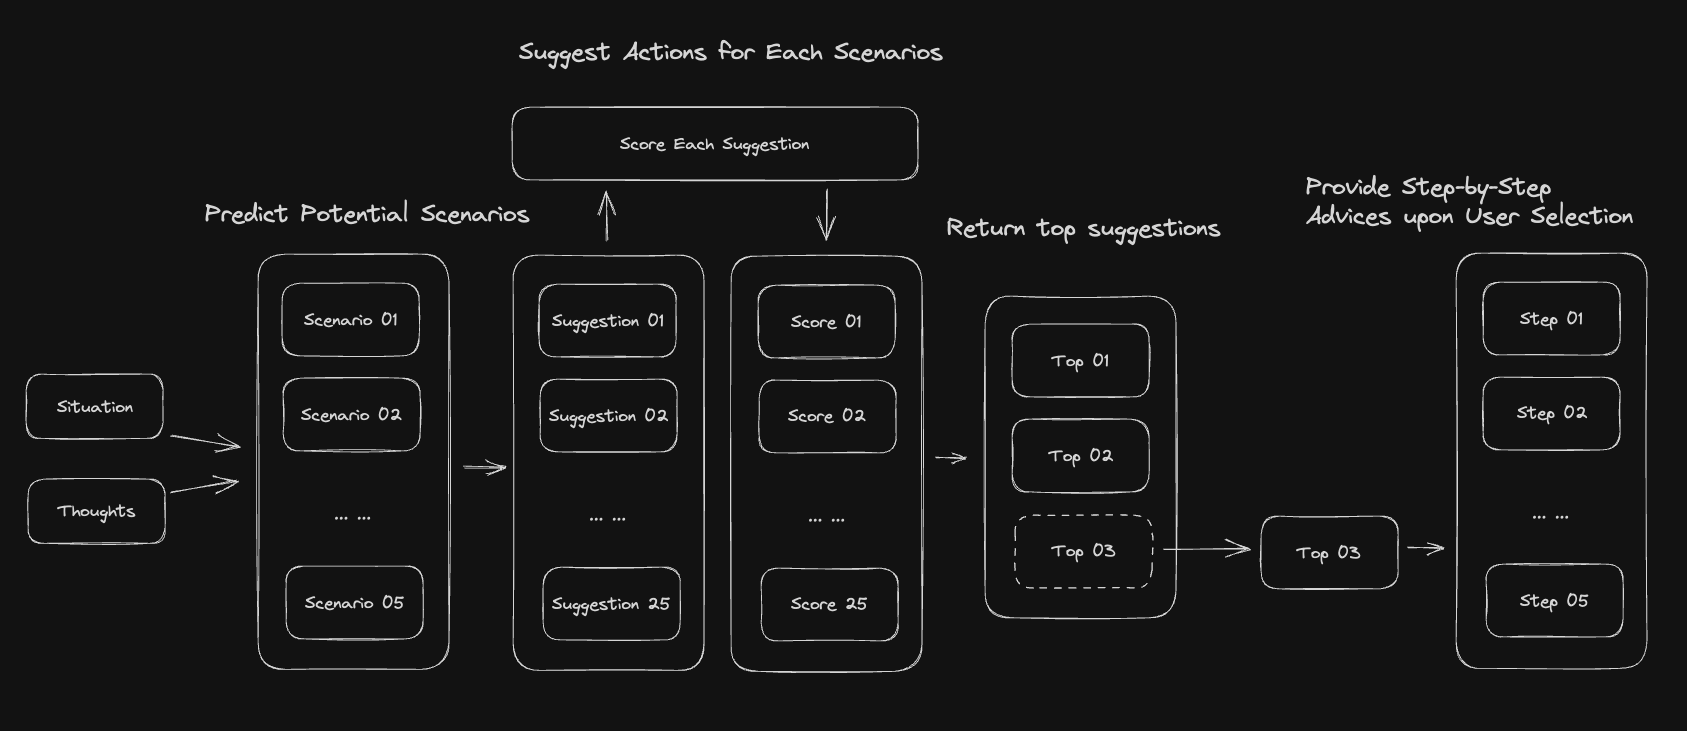 Suggest Actions for Each Scenarios
Score Each Suggestion
Predict Potential Scenarios
Return top suggestions
Provide Step-by-Step
Advices upon User Selection
Situation
Thoughts
Scenario 01
Scenario 02
... ...
Scenario 05
Suggestion 01
Suggestion 02
... ...
Suggestion 25
Score 01
Score 02
... ...
Score 25
Top 01
Top 02
Top 03
Top 03
Step 01
Step 02
... ...
Step 05